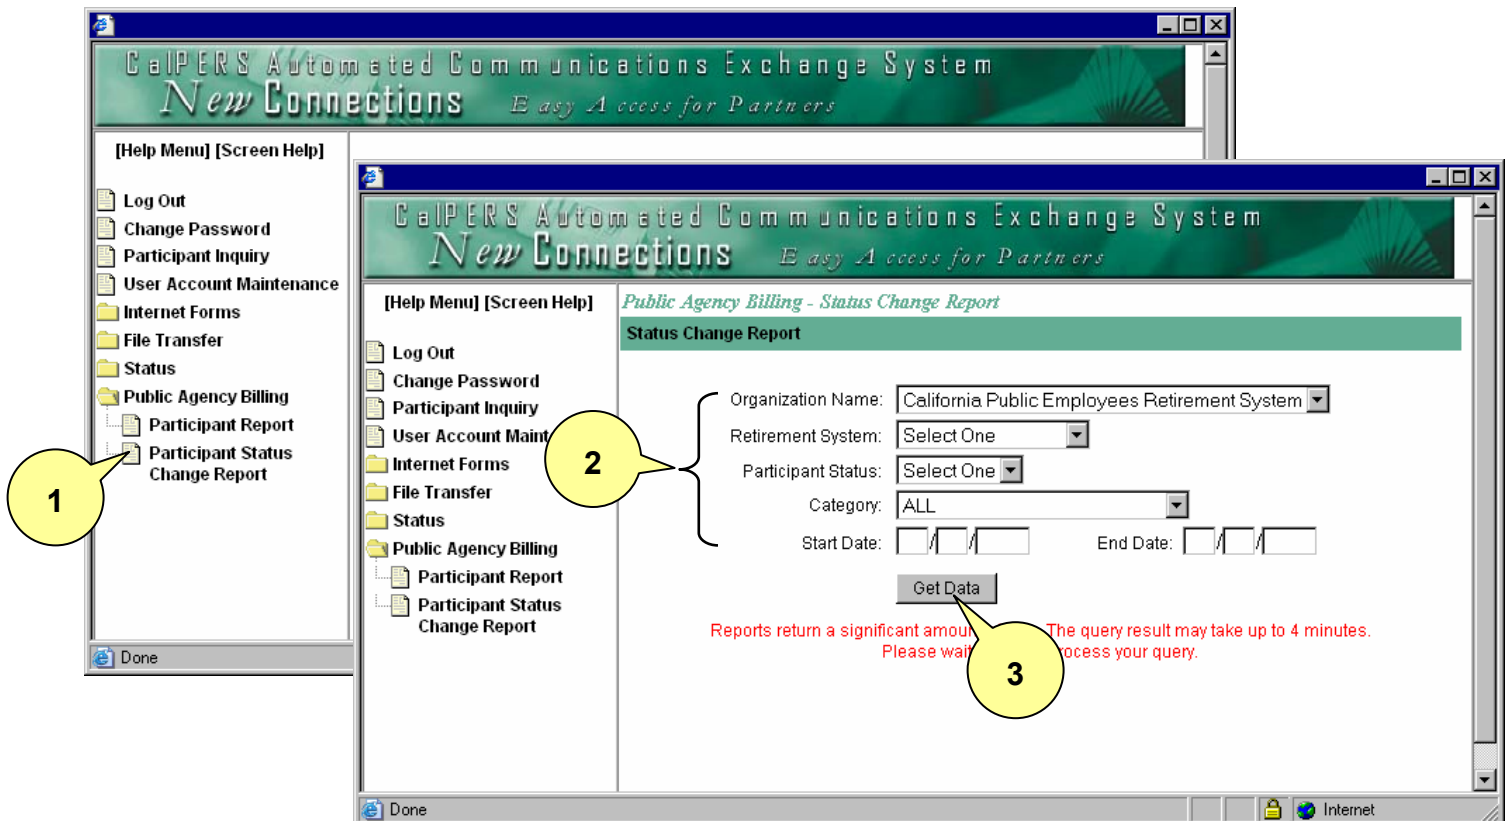 CalPERS Automated Communications Exchange System
New Connections Easy Access for Partners
[Help Menu] [Screen Help]
Log Out
Change Password
Participant Inquiry
User Account Maintenance
Internet Forms
File Transfer
Status
Public Agency Billing
Participant Report
Participant Status
Change Report
1
Done
CalPERS Automated Communications Exchange System
New Connections Easy Access for Partners
[Help Menu] [Screen Help]
Log Out
Change Password
Participant Inquiry
User Account Maint
Internet Forms
File Transfer
Status
Public Agency Billing
Participant Report
Participant Status
Change Report
Public Agency Billing - Status Change Report
Status Change Report
2
Organization Name: California Public Employees Retirement System
Retirement System: Select One
Participant Status: Select One
Category: ALL
Start Date: / / End Date: / /
Get Data
Reports return a significant amoun The query result may take up to 4 minutes.
Please wait rocess your query.
3
Done Internet